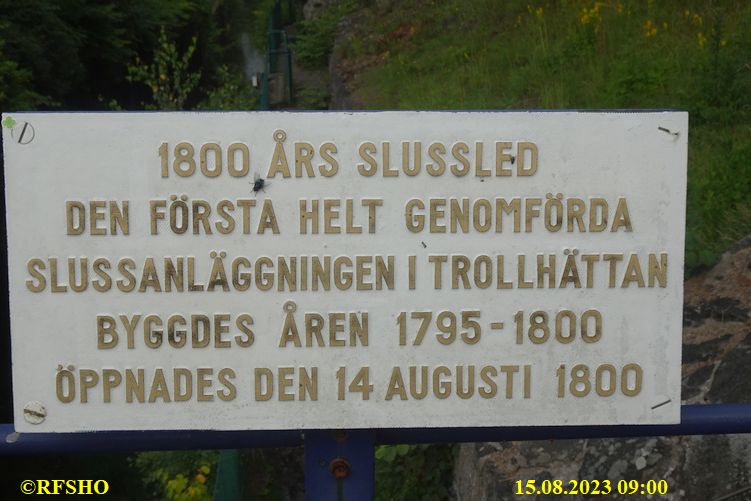 1800 ÅRS SLUSSLED
DEN FÖRSTA HELT GENOMFÖRDA
SLUSSANLÄGGNINGEN I TROLLHÄTTAN
BYGGDES ÅREN 1795-1800
ÖPPNADES DEN 14 AUGUSTI 1800
©RFSHO
15.08.2023 09:00